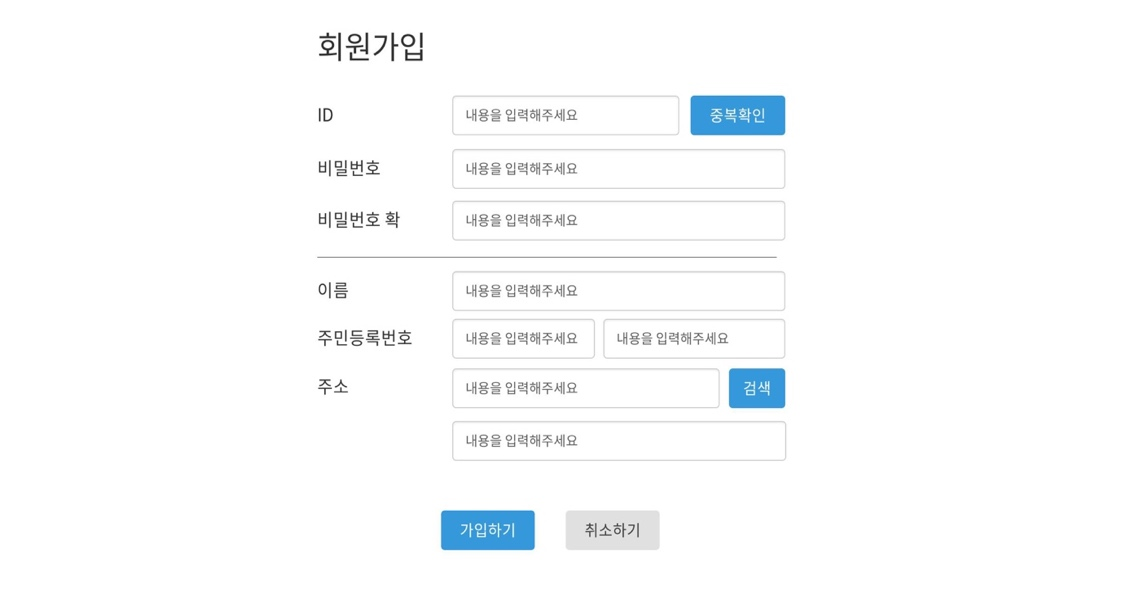 회원가입
ID 내용을 입력해주세요 중복확인
비밀번호 내용을 입력해주세요
비밀번호 확 내용을 입력해주세요
이름 내용을 입력해주세요
주민등록번호 내용을 입력해주세요 내용을 입력해주세요
주소 내용을 입력해주세요 검색
내용을 입력해주세요
가입하기 취소하기